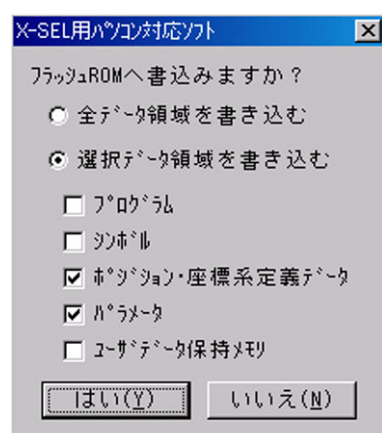 X-SEL用ﾊﾟｿｺﾝ対応ｿﾌﾄ
ﾌﾗｯｼｭROMへ書込みますか？
全ﾃﾞｰﾀ領域を書き込む
選択ﾃﾞｰﾀ領域を書き込む
ﾌﾟﾛｸﾞﾗﾑ
ｼﾝﾎﾞﾙ
ﾎﾟｼﾞｼｮﾝ･座標系定義ﾃﾞｰﾀ
ﾊﾟﾗﾒｰﾀ
ﾕｰｻﾞﾃﾞｰﾀ保持ﾒﾓﾘ
はい(Y) いいえ(N)